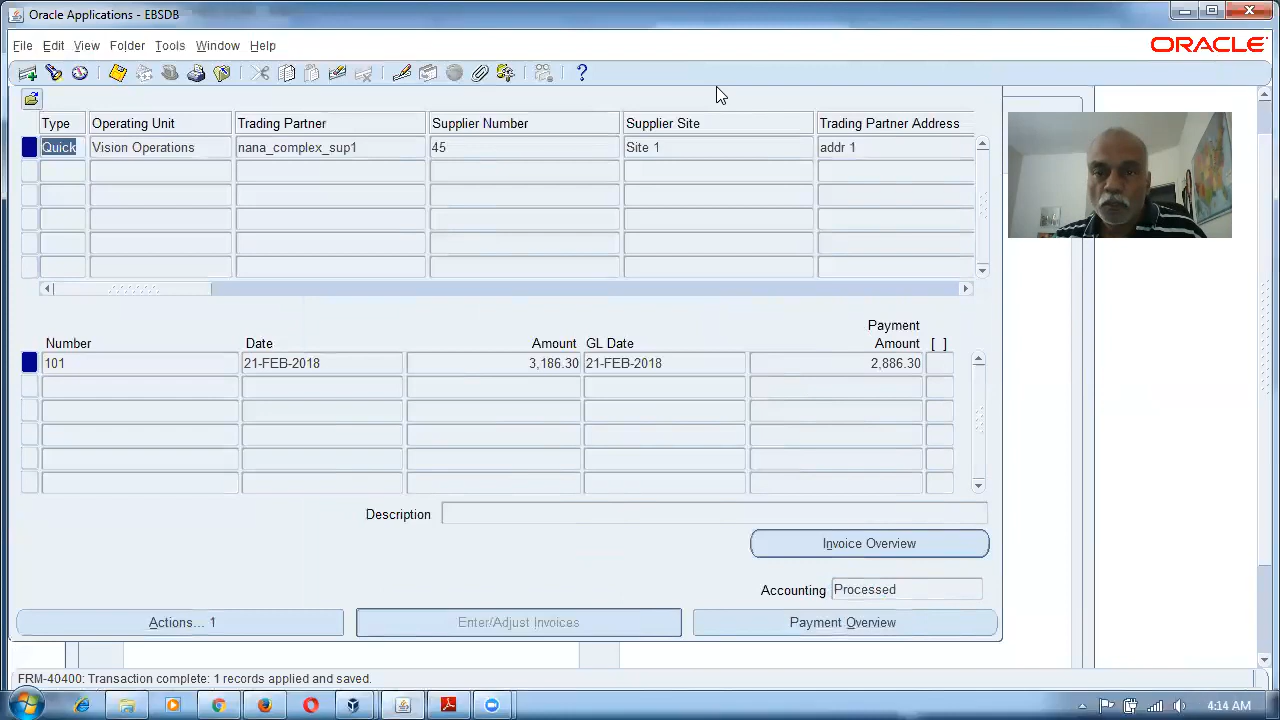 Oracle Applications - EBSDB
File Edit View Folder Tools Window Help
ORACLE
Type Operating Unit Trading Partner Supplier Number Supplier Site Trading Partner Address
Quick Vision Operations nana_complex_sup1 45 Site 1 addr 1
Payment
Number Date Amount GL Date Amount [ ]
101 21-FEB-2018 3,186.30 21-FEB-2018 2,886.30
Description
Invoice Overview
Accounting Processed
Actions... 1 Enter/Adjust Invoices Payment Overview
FRM-40400: Transaction complete: 1 records applied and saved.
4:14 AM